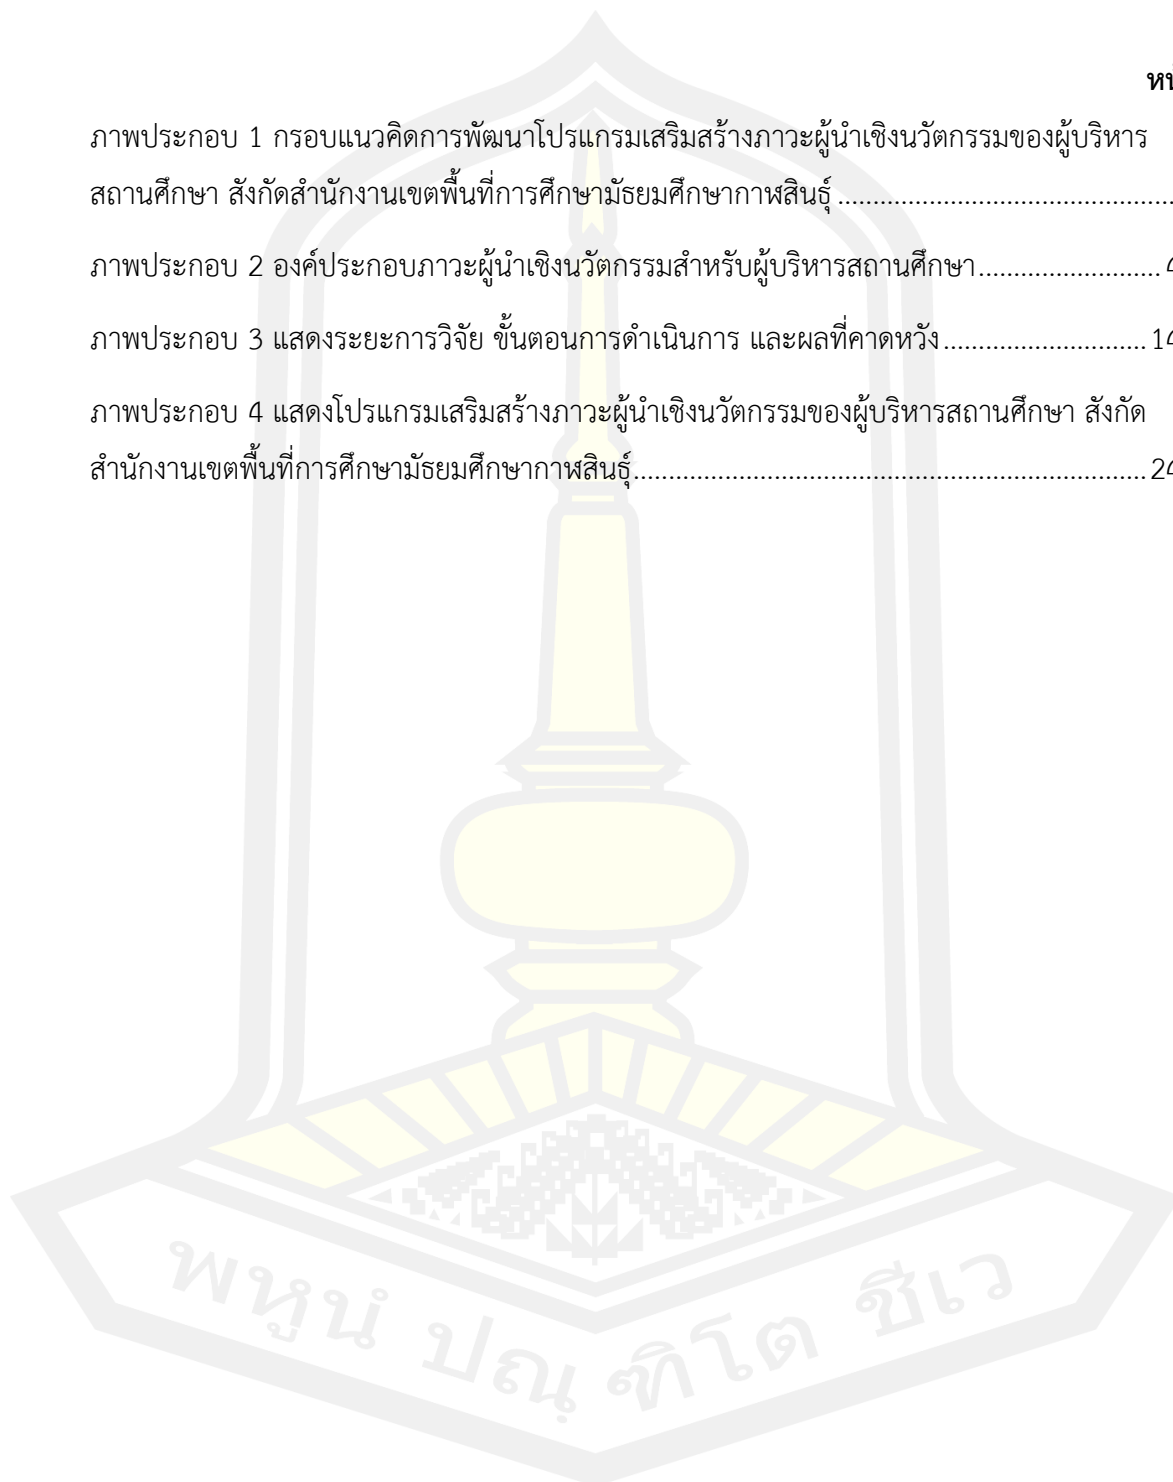 ภาพประกอบ 1 กรอบแนวคิดการพัฒนาโปรแกรมเสริมสร้างภาวะผู้นำเชิงนวัตกรรมของผู้บริหาร
สถานศึกษา สังกัดสำนักงานเขตพื้นที่การศึกษามัธยมศึกษากาฬสินธุ์
ภาพประกอบ 2 องค์ประกอบภาวะผู้นำเชิงนวัตกรรมสำหรับผู้บริหารสถานศึกษา
ภาพประกอบ 3 แสดงระยะการวิจัย ขั้นตอนการดำเนินการ และผลที่คาดหวัง
ภาพประกอบ 4 แสดงโปรแกรมเสริมสร้างภาวะผู้นำเชิงนวัตกรรมของผู้บริหารสถานศึกษา สังกัด
สำนักงานเขตพื้นที่การศึกษามัธยมศึกษากาฬสินธุ์
พหูนํ ปณฺฑิโต ชีเว